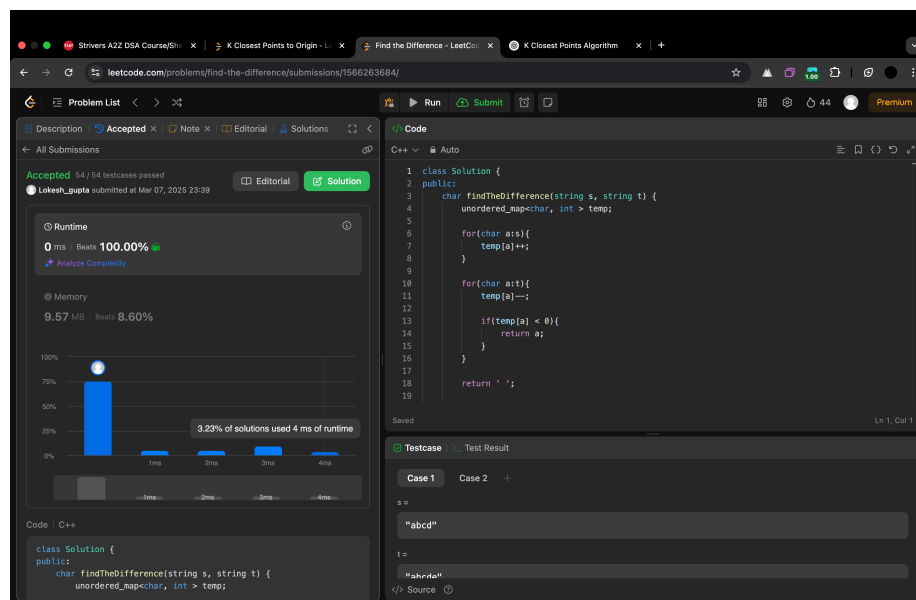 Strivers A2Z DSA Course/She
K Closest Points to Origin - L
Find the Difference - LeetCod
K Closest Points Algorithm
leetcode.com/problems/find-the-difference/submissions/1566263684/
1.00
Problem List
Run
Submit
44
Premium
Description
Accepted
Note
Editorial
Solutions
All Submissions
Accepted 54 / 54 testcases passed
Lokesh_gupta submitted at Mar 07, 2025 23:39
Editorial
Solution
Runtime
0 ms Beats 100.00%
Analyze Complexity
Memory
9.57 MB Beats 8.60%
100%
75%
50%
25%
0%
3.23% of solutions used 4 ms of runtime
1ms 2ms 3ms 4ms
1ms 2ms 3ms 4ms
Code C++
class Solution {
public:
char findTheDifference(string s, string t) {
unordered_map<char, int > temp;
</> Code
C++ Auto
1 class Solution {
2 public:
3 char findTheDifference(string s, string t) {
4 unordered_map<char, int > temp;
5
6 for(char a:s){
7 temp[a]++;
8 }
9
10 for(char a:t){
11 temp[a]--;
12
13 if(temp[a] < 0){
14 return a;
15 }
16 }
17
18 return ' ';
19
Saved
Ln 1, Col 1
Testcase
>_ Test Result
Case 1
Case 2
+
s =
"abcd"
t =
"abcde"
</> Source